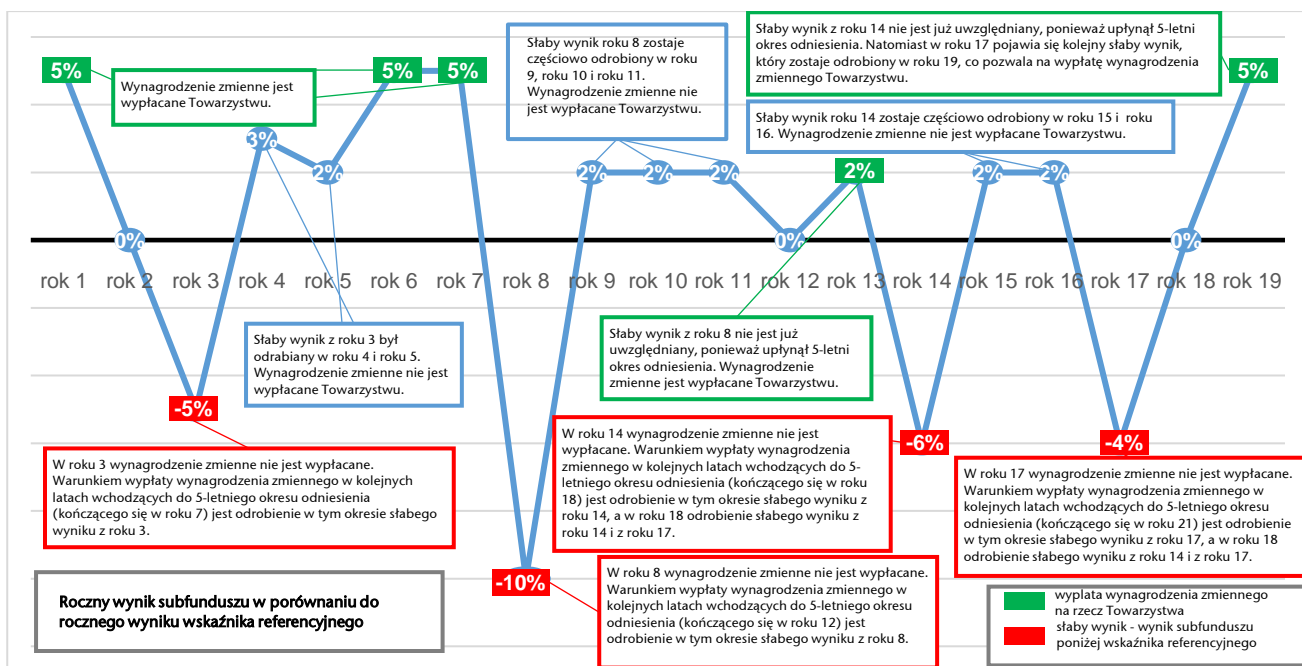 Słaby wynik z roku 14 nie jest już uwzględniany, ponieważ upłynął 5-letni
okres odniesienia. Natomiast w roku 17 pojawia się kolejny słaby wynik,
który zostaje odrobiony w roku 19, co pozwala na wypłatę wynagrodzenia
zmiennego Towarzystwu.
Słaby wynik roku 8 zostaje
częściowo odrobiony w roku
9, roku 10 i roku 11.
Wynagrodzenie zmienne nie
jest wypłacane Towarzystwu.
Wynagrodzenie zmienne jest
wypłacane Towarzystwu.
Słaby wynik roku 14 zostaje częściowo odrobiony w roku 15 i roku
16. Wynagrodzenie zmienne nie jest wypłacane Towarzystwu.
5%
0%
-5%
3%
2%
5%
5%
-10%
2%
2%
2%
0%
2%
-6%
2%
2%
-4%
0%
5%
rok 1
rok 2
rok 3
rok 4
rok 5
rok 6
rok 7
rok 8
rok 9
rok 10
rok 11
rok 12
rok 13
rok 14
rok 15
rok 16
rok 17
rok 18
rok 19
Słaby wynik z roku 3 był
odrabiany w roku 4 i roku 5.
Wynagrodzenie zmienne nie jest
wypłacane Towarzystwu.
Słaby wynik z roku 8 nie jest już
uwzględniany, ponieważ upłynął 5-letni
okres odniesienia. Wynagrodzenie
zmienne jest wypłacane Towarzystwu.
W roku 3 wynagrodzenie zmienne nie jest wypłacane.
Warunkiem wypłaty wynagrodzenia zmiennego w kolejnych
latach wchodzących do 5-letniego okresu odniesienia
(kończącego się w roku 7) jest odrobienie w tym okresie słabego
wyniku z roku 3.
W roku 14 wynagrodzenie zmienne nie jest
wypłacane. Warunkiem wypłaty wynagrodzenia
zmiennego w kolejnych latach wchodzących do 5-
letniego okresu odniesienia (kończącego się w roku
18) jest odrobienie w tym okresie słabego wyniku z
roku 14, a w roku 18 odrobienie słabego wyniku z
roku 14 i z roku 17.
W roku 17 wynagrodzenie zmienne nie jest wypłacane.
Warunkiem wypłaty wynagrodzenia zmiennego w
kolejnych latach wchodzących do 5-letniego okresu
odniesienia (kończącego się w roku 21) jest odrobienie
w tym okresie słabego wyniku z roku 17, a w roku 18
odrobienie słabego wyniku z roku 14 i z roku 17.
W roku 8 wynagrodzenie zmienne nie jest wypłacane.
Warunkiem wypłaty wynagrodzenia zmiennego w
kolejnych latach wchodzących do 5-letniego okresu
odniesienia (kończącego się w roku 12) jest
odrobienie w tym okresie słabego wyniku z roku 8.
Roczny wynik subfunduszu w porównaniu do
rocznego wyniku wskaźnika referencyjnego
wyplata wynagrodzenia zmiennego
na rzecz Towarzystwa
słaby wynik - wynik subfunduszu
poniżej wskaźnika referencyjnego